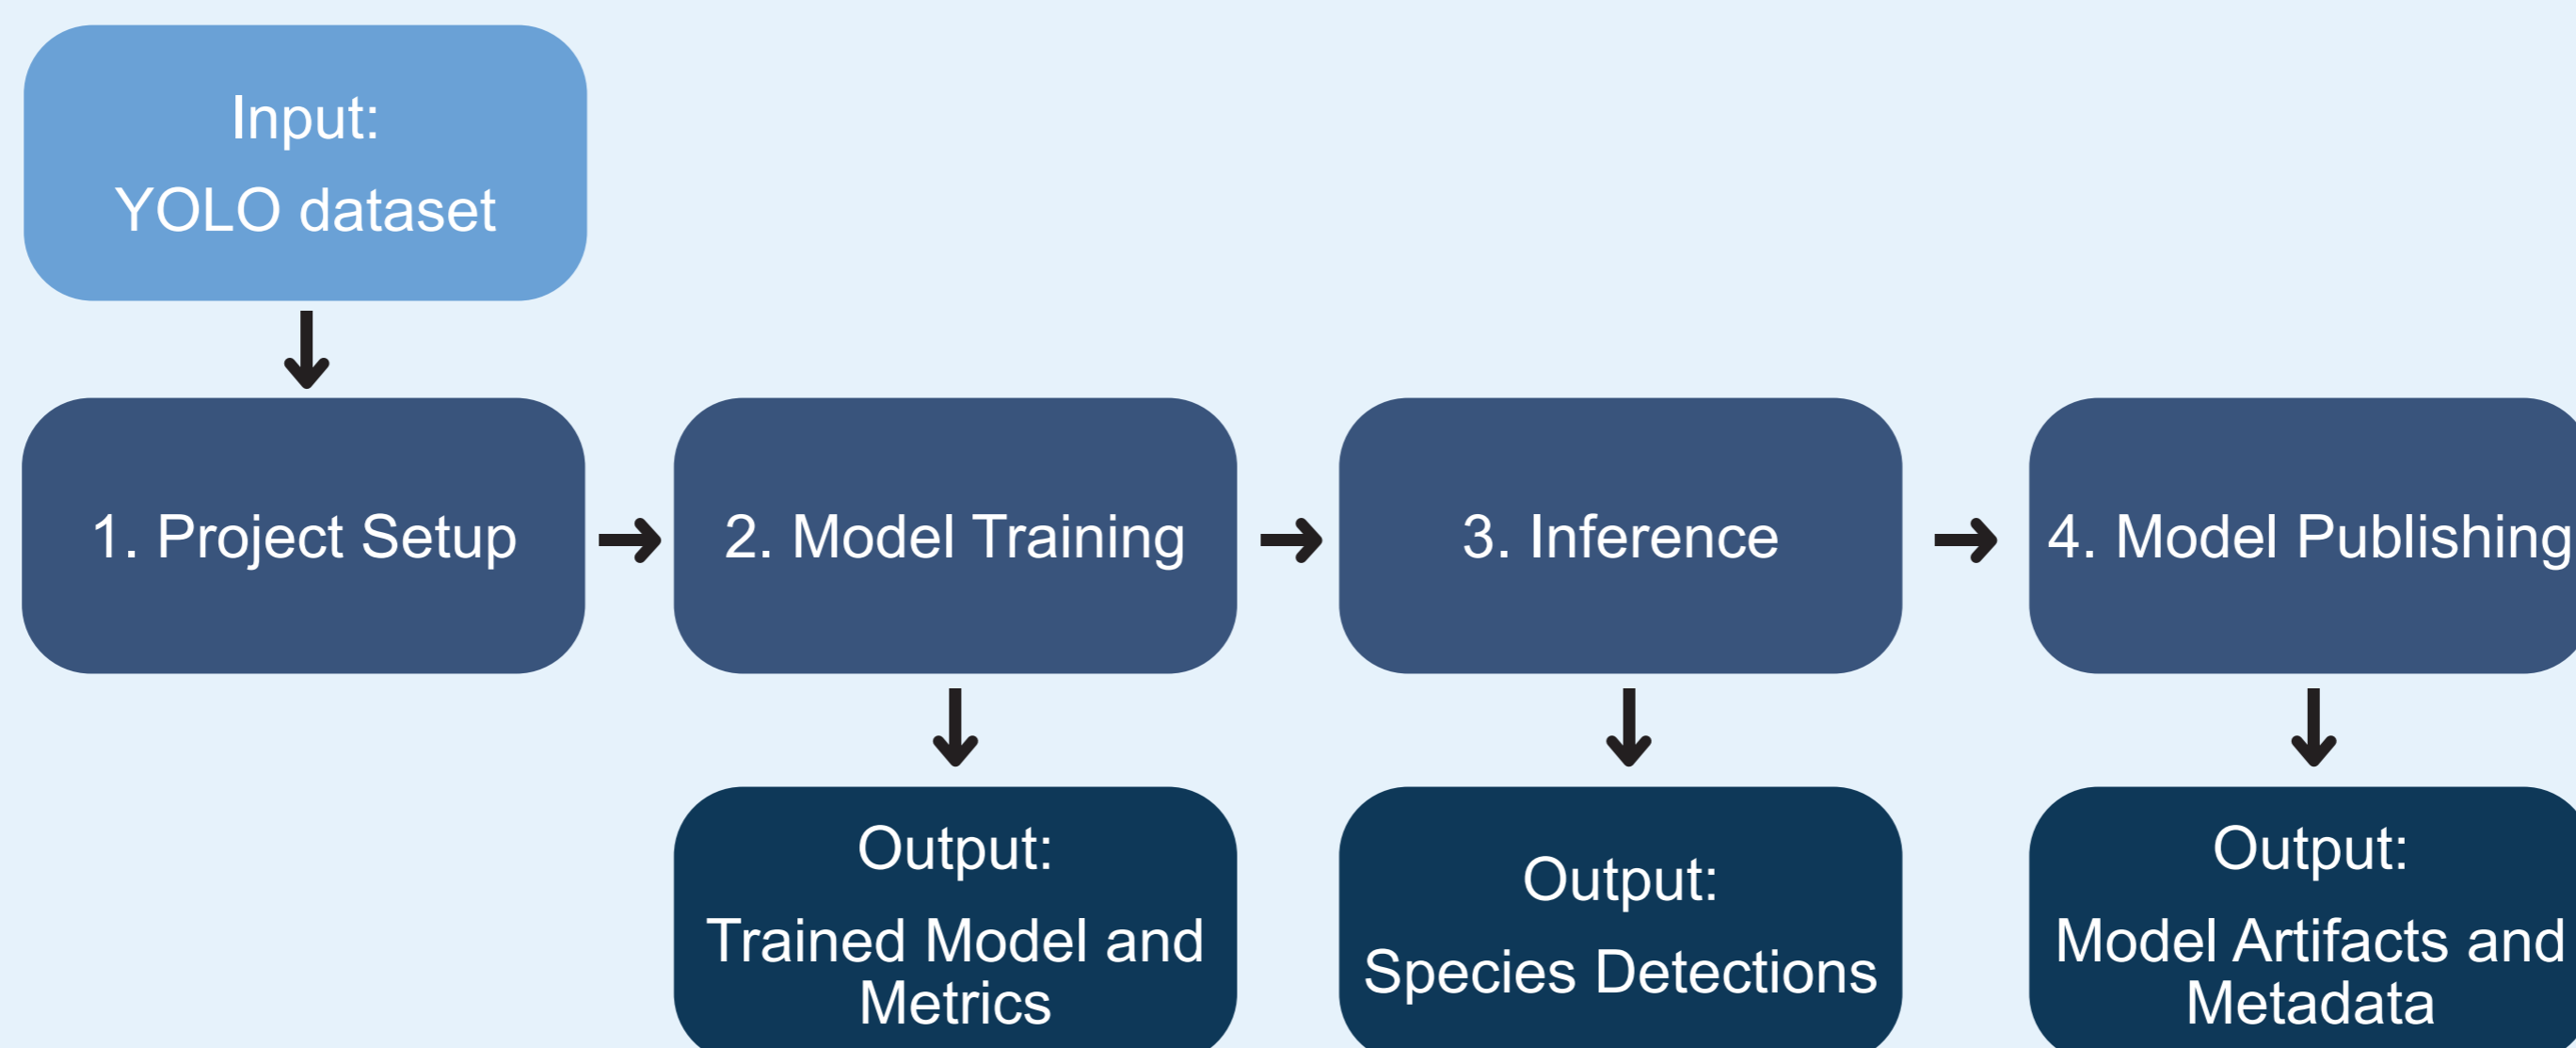 Input:
YOLO dataset
1. Project Setup
2. Model Training
3. Inference
4. Model Publishing
Output:
Trained Model and
Metrics
Output:
Species Detections
Output:
Model Artifacts and
Metadata